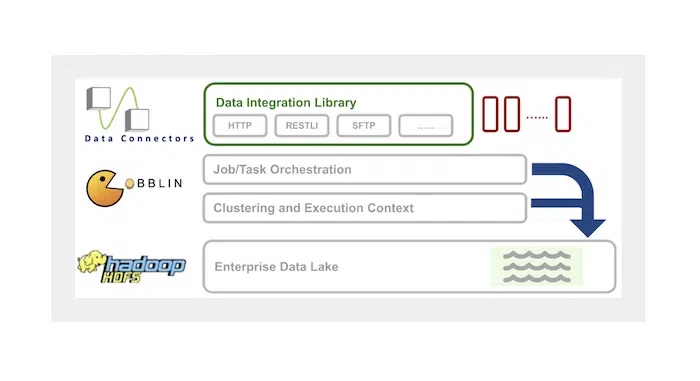 Data Integration Library
HTTP RESTLI SFTP ......
......
Data Connectors
Job/Task Orchestration
OBBLIN
Clustering and Execution Context
hadoop
HDFS
Enterprise Data Lake